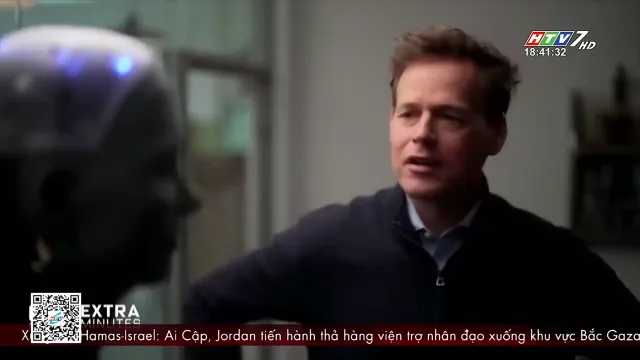 HTV7 HD
18:41:32
EXTRA
MINUTES
Hamas-Israel: Ai Cập, Jordan tiến hành thả hàng viện trợ nhân đạo xuống khu vực Bắc Gaza